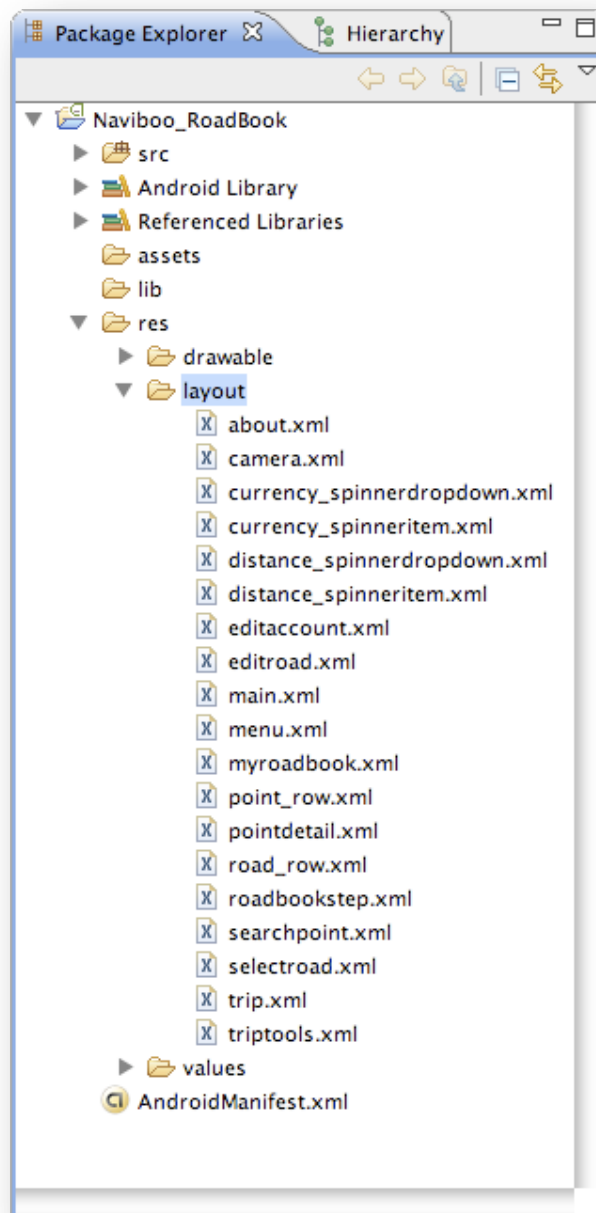 Package Explorer Hierarchy
Naviboo_RoadBook
src
Android Library
Referenced Libraries
assets
lib
res
drawable
layout
about.xml
camera.xml
currency_spinnerdropdown.xml
currency_spinneritem.xml
distance_spinnerdropdown.xml
distance_spinneritem.xml
editaccount.xml
editroad.xml
main.xml
menu.xml
myroadbook.xml
point_row.xml
pointdetail.xml
road_row.xml
roadbookstep.xml
searchpoint.xml
selectroad.xml
trip.xml
triptools.xml
values
AndroidManifest.xml